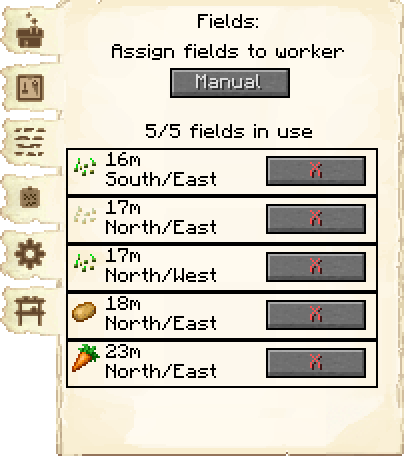 Fields:
Assign fields to worker
Manual
5/5 fields in use
16m
South/East
X
17m
North/East
X
17m
North/West
X
18m
North/East
X
23m
North/East
X